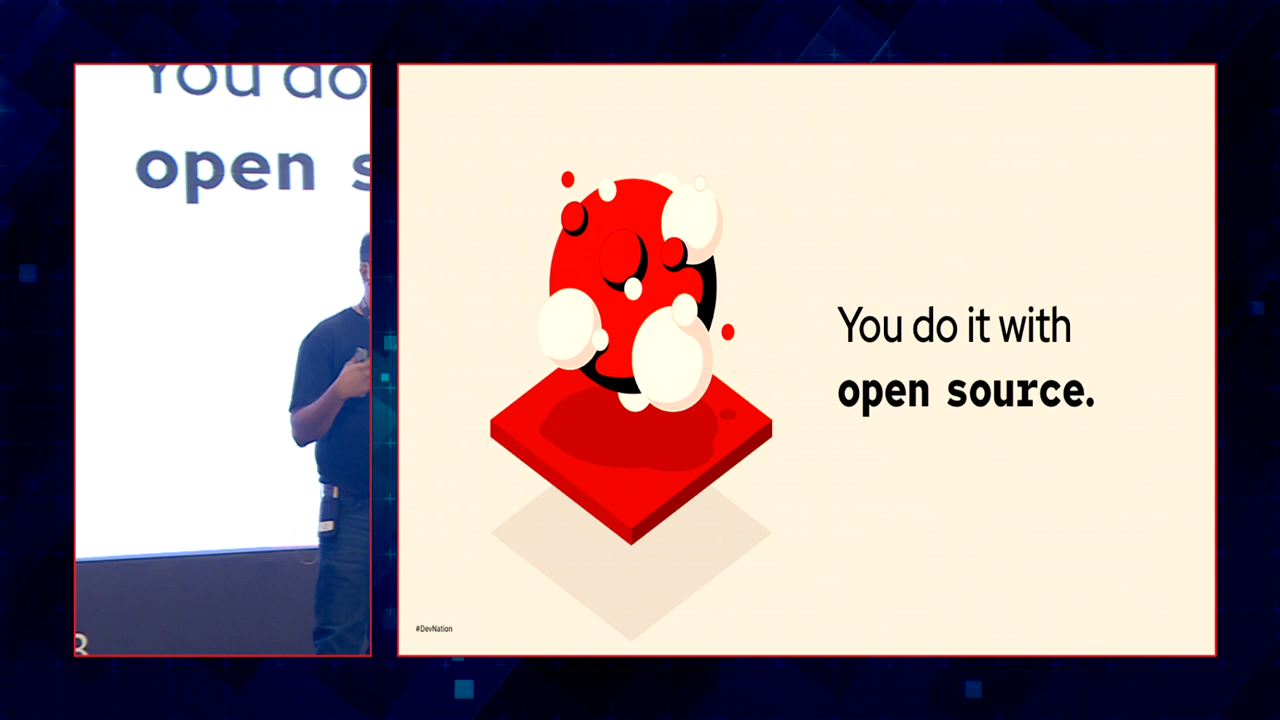 You do
open s
You do it with
open source.
#DevNation